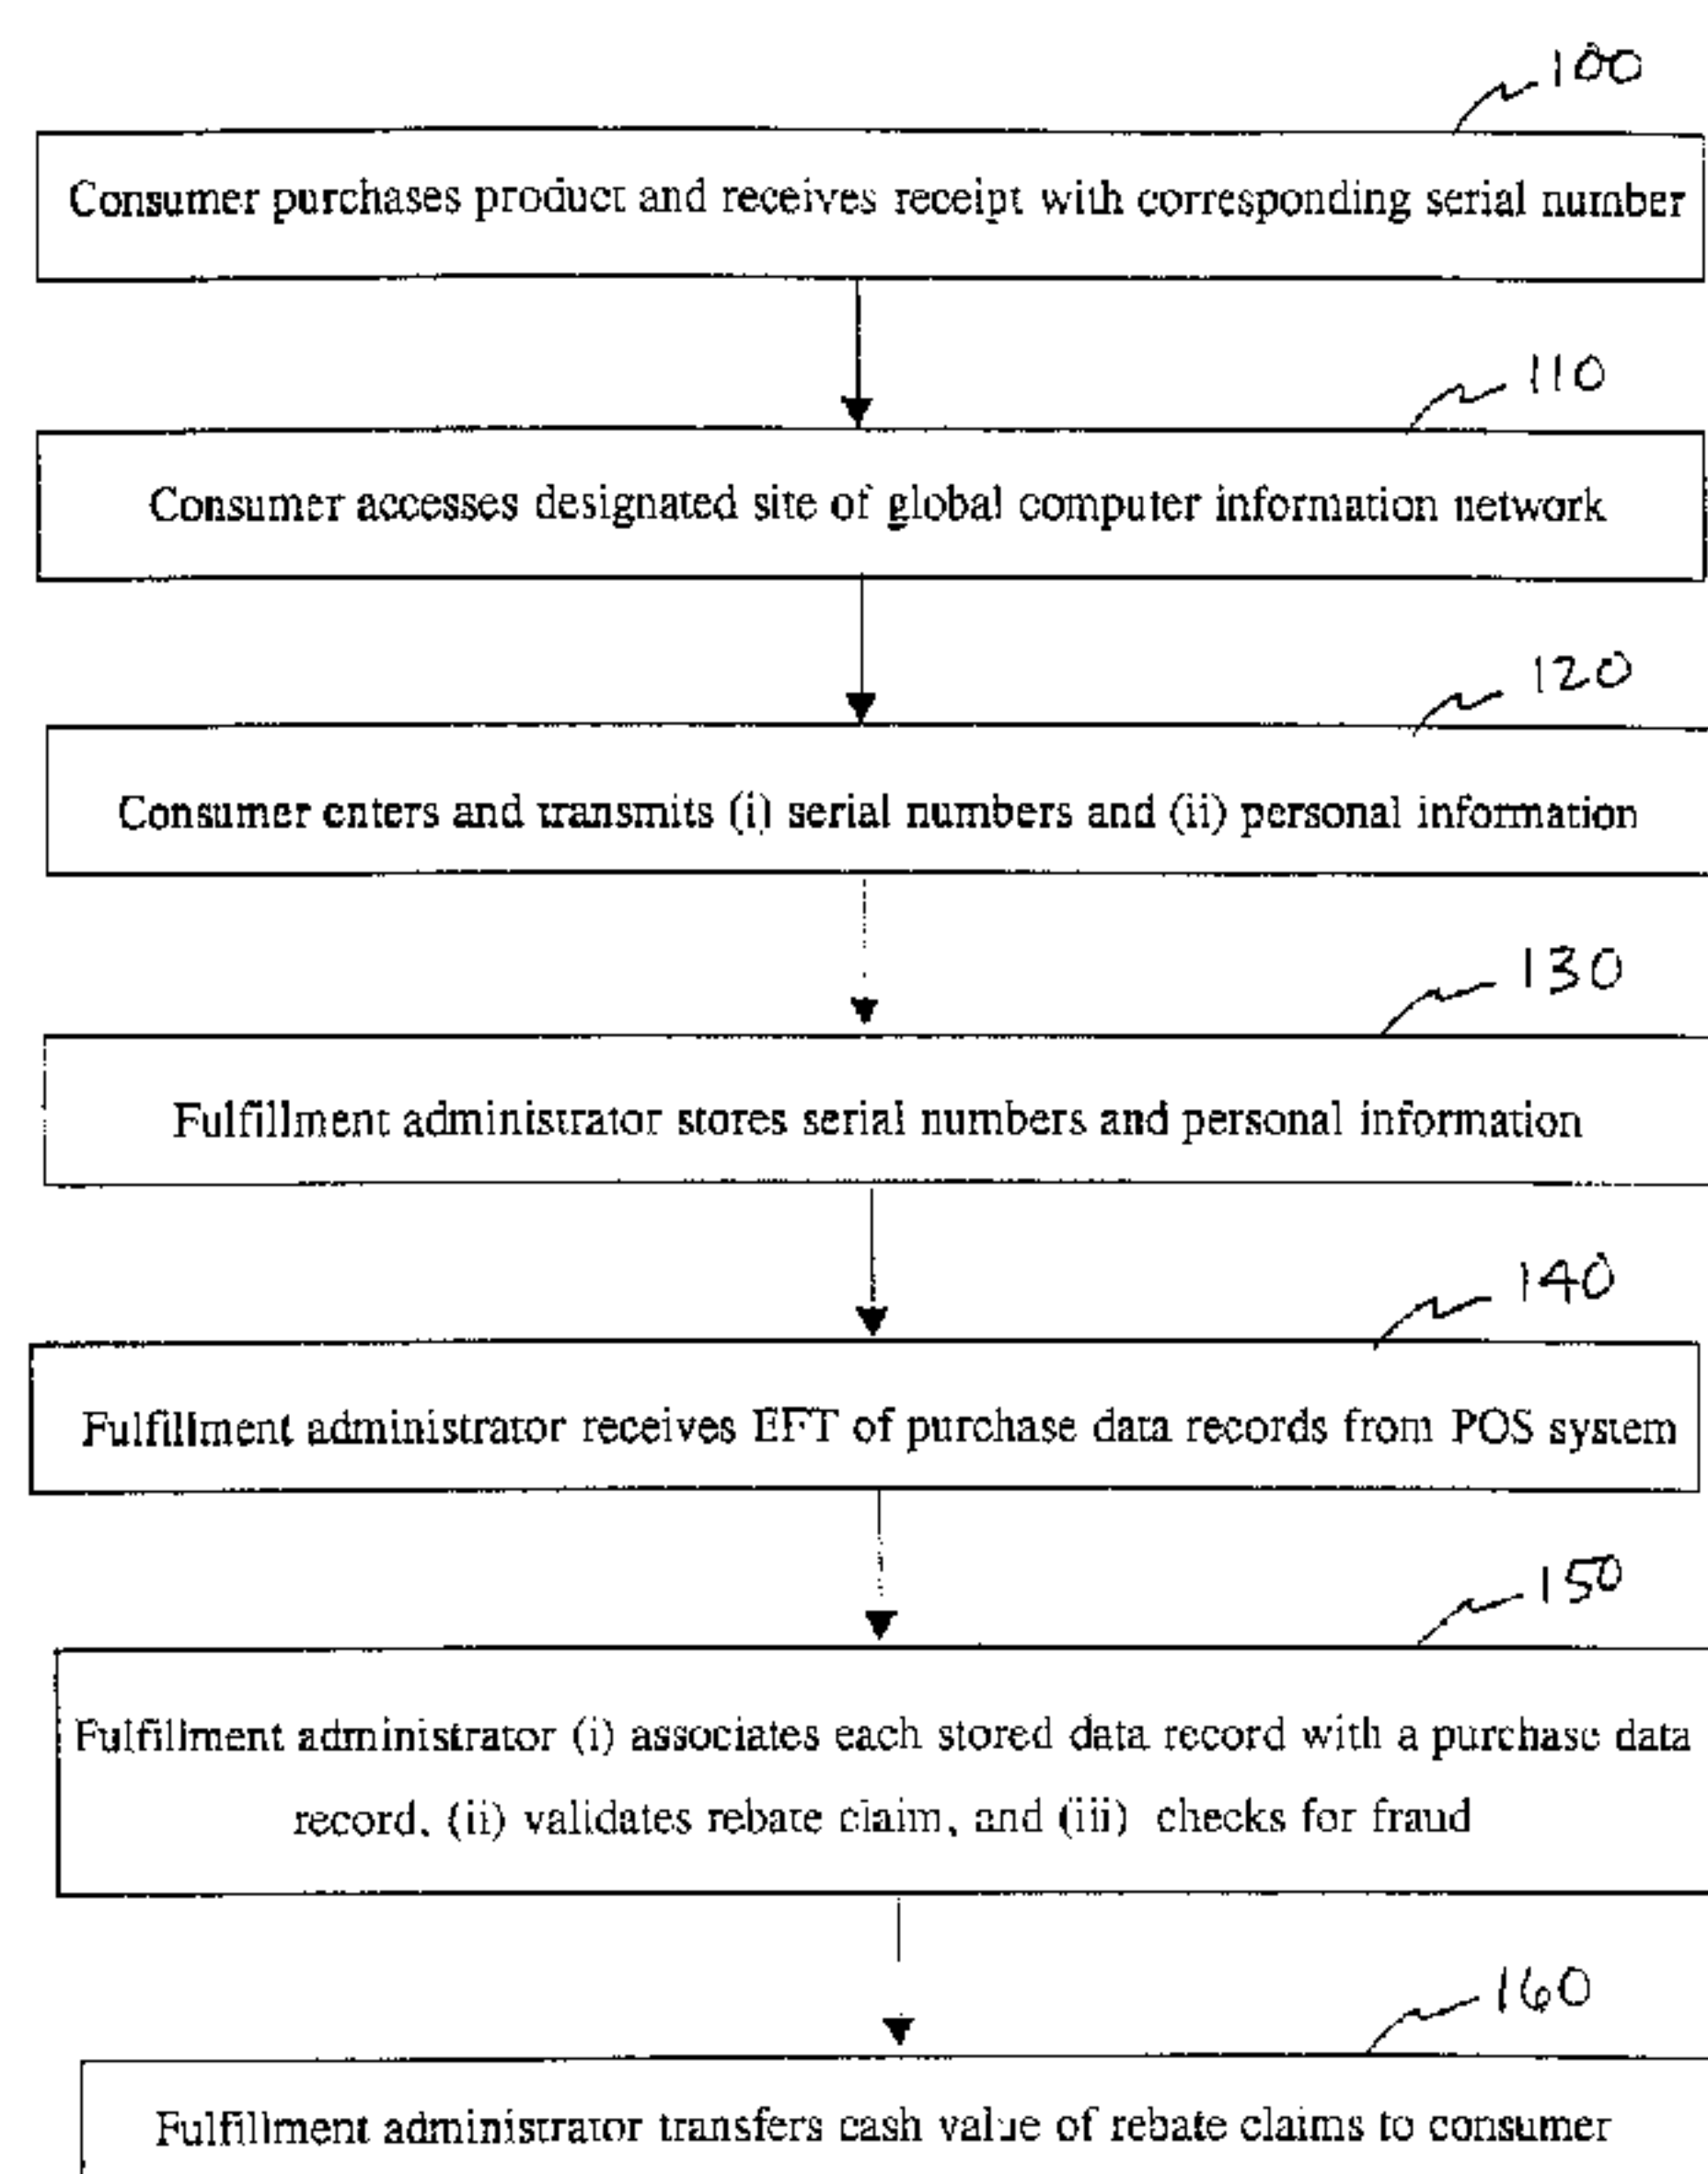 100
Consumer purchases product and receives receipt with corresponding serial number
110
Consumer accesses designated site of global computer information network
120
Consumer enters and transmits (i) serial numbers and (ii) personal information
130
Fulfillment administrator stores serial numbers and personal information
140
Fulfillment administrator receives EFT of purchase data records from POS system
150
Fulfillment administrator (i) associates each stored data record with a purchase data
record, (ii) validates rebate claim, and (iii) checks for fraud
160
Fulfillment administrator transfers cash value of rebate claims to consumer